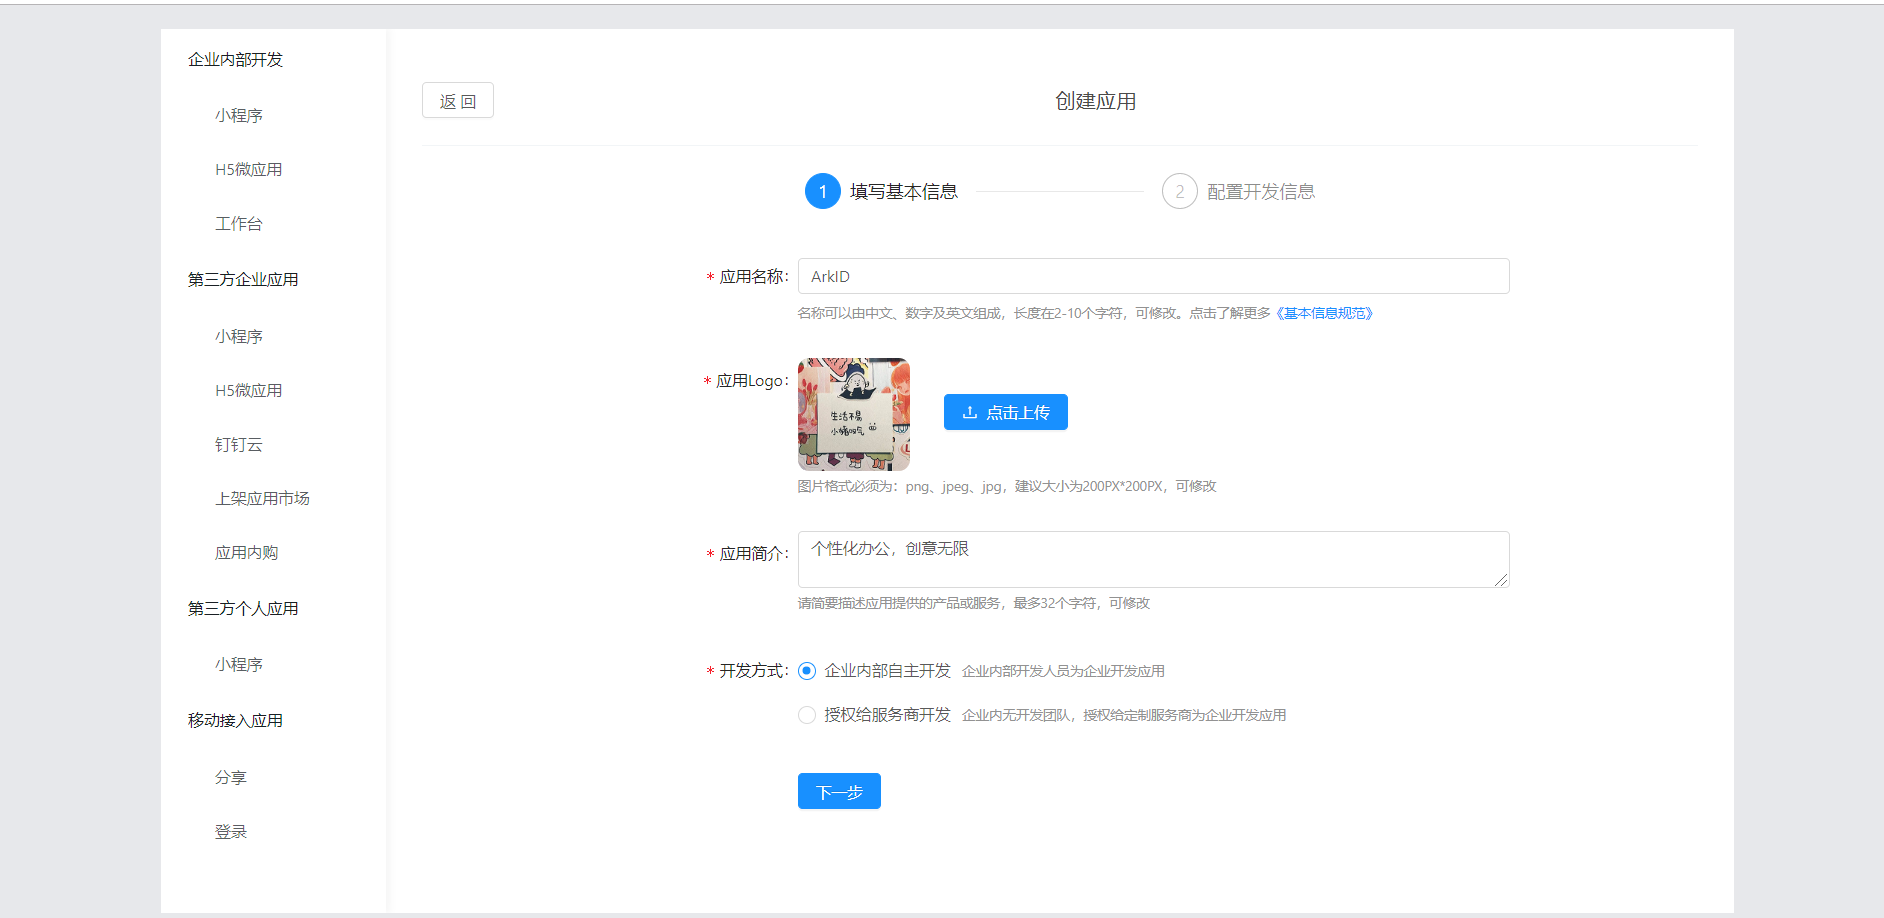 企业内部开发
小程序
H5微应用
工作台
第三方企业应用
小程序
H5微应用
钉钉云
上架应用市场
应用内购
第三方个人应用
小程序
移动接入应用
分享
登录
返 回
创建应用
1 填写基本信息
2 配置开发信息
* 应用名称: ArkID
名称可以由中文、数字及英文组成，长度在2-10个字符，可修改。点击了解更多《基本信息规范》
* 应用Logo:
生活不易
小猪叹气
点击上传
图片格式必须为：png、jpeg、jpg，建议大小为200PX*200PX，可修改
* 应用简介: 个性化办公，创意无限
请简要描述应用提供的产品或服务，最多32个字符，可修改
* 开发方式: 企业内部自主开发 企业内部开发人员为企业开发应用
授权给服务商开发 企业内无开发团队，授权给定制服务商为企业开发应用
下一步